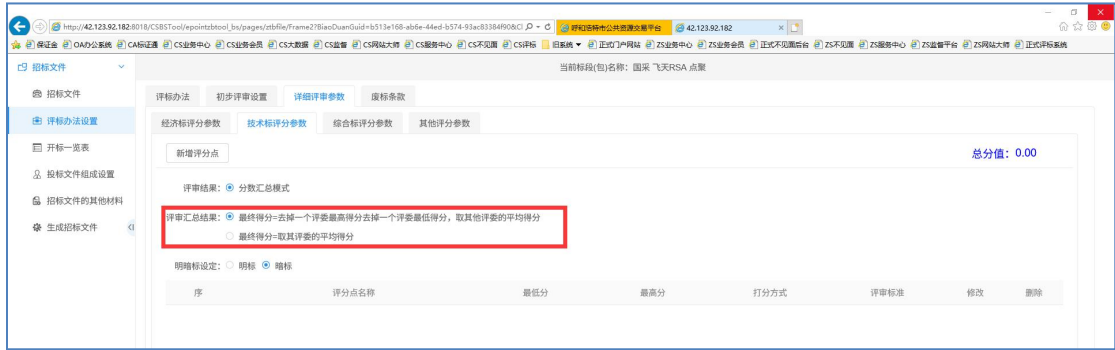 http://42.123.92.182:8018/CSBSTool/epointzbtool_bs/pages/ztbfile/Frame2?BiaoDuanGuid=b513e168-ab6e-44ed-b574-93ac83384f90&Cl
呼和浩特市公共资源交易平台
42.123.92.182
保证金 OA办公系统 CA标证通 CS业务中心 CS业务会员 CS大数据 CS监督 CS网站大师 CS服务中心 CS不见面 CS评标 旧系统 正式门户网站 ZS业务中心 ZS业务会员 正式不见面后台 ZS不见面 ZS服务中心 ZS监督平台 ZS网站大师 正式评标系统
招标文件
当前标段(包)名称: 国采 飞天RSA 点聚
招标文件
评标办法 初步评审设置 详细评审参数 废标条款
评标办法设置
经济标评分参数 技术标评分参数 综合标评分参数 其他评分参数
开标一览表
新增评分点
总分值: 0.00
投标文件组成设置
评审结果: 分数汇总模式
招标文件的其他材料
评审汇总结果: 最终得分=去掉一个评委最高得分去掉一个评委最低得分，取其他评委的平均得分
生成招标文件
最终得分=取其评委的平均得分
明暗标设定: 明标 暗标
序 评分点名称 最低分 最高分 打分方式 评审标准 修改 删除